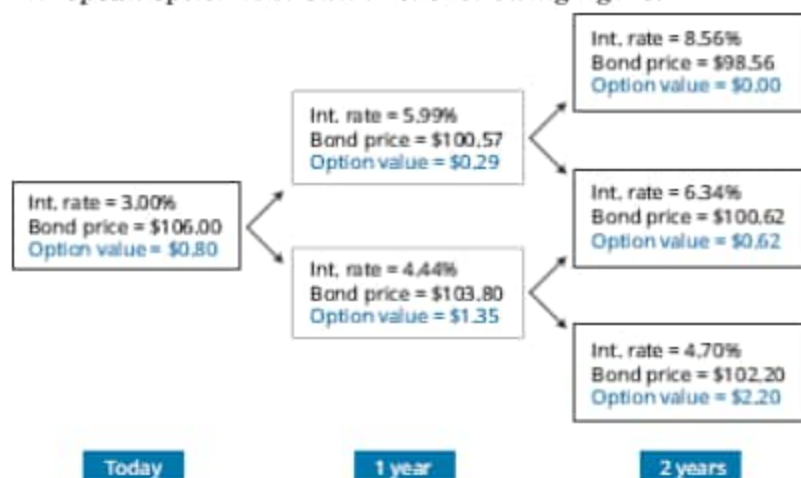 Int. rate = 8.56%
Bond price = $98.56
Option value = $0.00
Int. rate = 5.99%
Bond price = $100.57
Option value = $0.29
Int. rate = 3.00%
Bond price = $106.00
Option value = $0.80
Int. rate = 6.34%
Bond price = $100.62
Option value = $0.62
Int. rate = 4.44%
Bond price = $103.80
Option value = $1.35
Int. rate = 4.70%
Bond price = $102.20
Option value = $2.20
Today
1 year
2 years